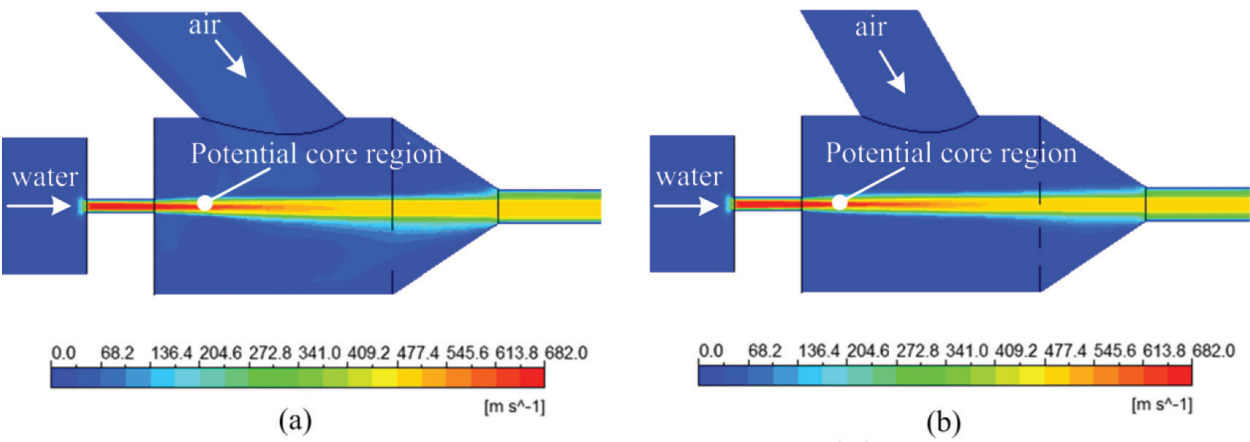 air
Potential core region
water
0.0 68.2 136.4 204.6 272.8 341.0 409.2 477.4 545.6 613.8 682.0
[m s^-1]
(a)
air
Potential core region
water
0.0 68.2 136.4 204.6 272.8 341.0 409.2 477.4 545.6 613.8 682.0
[m s^-1]
(b)